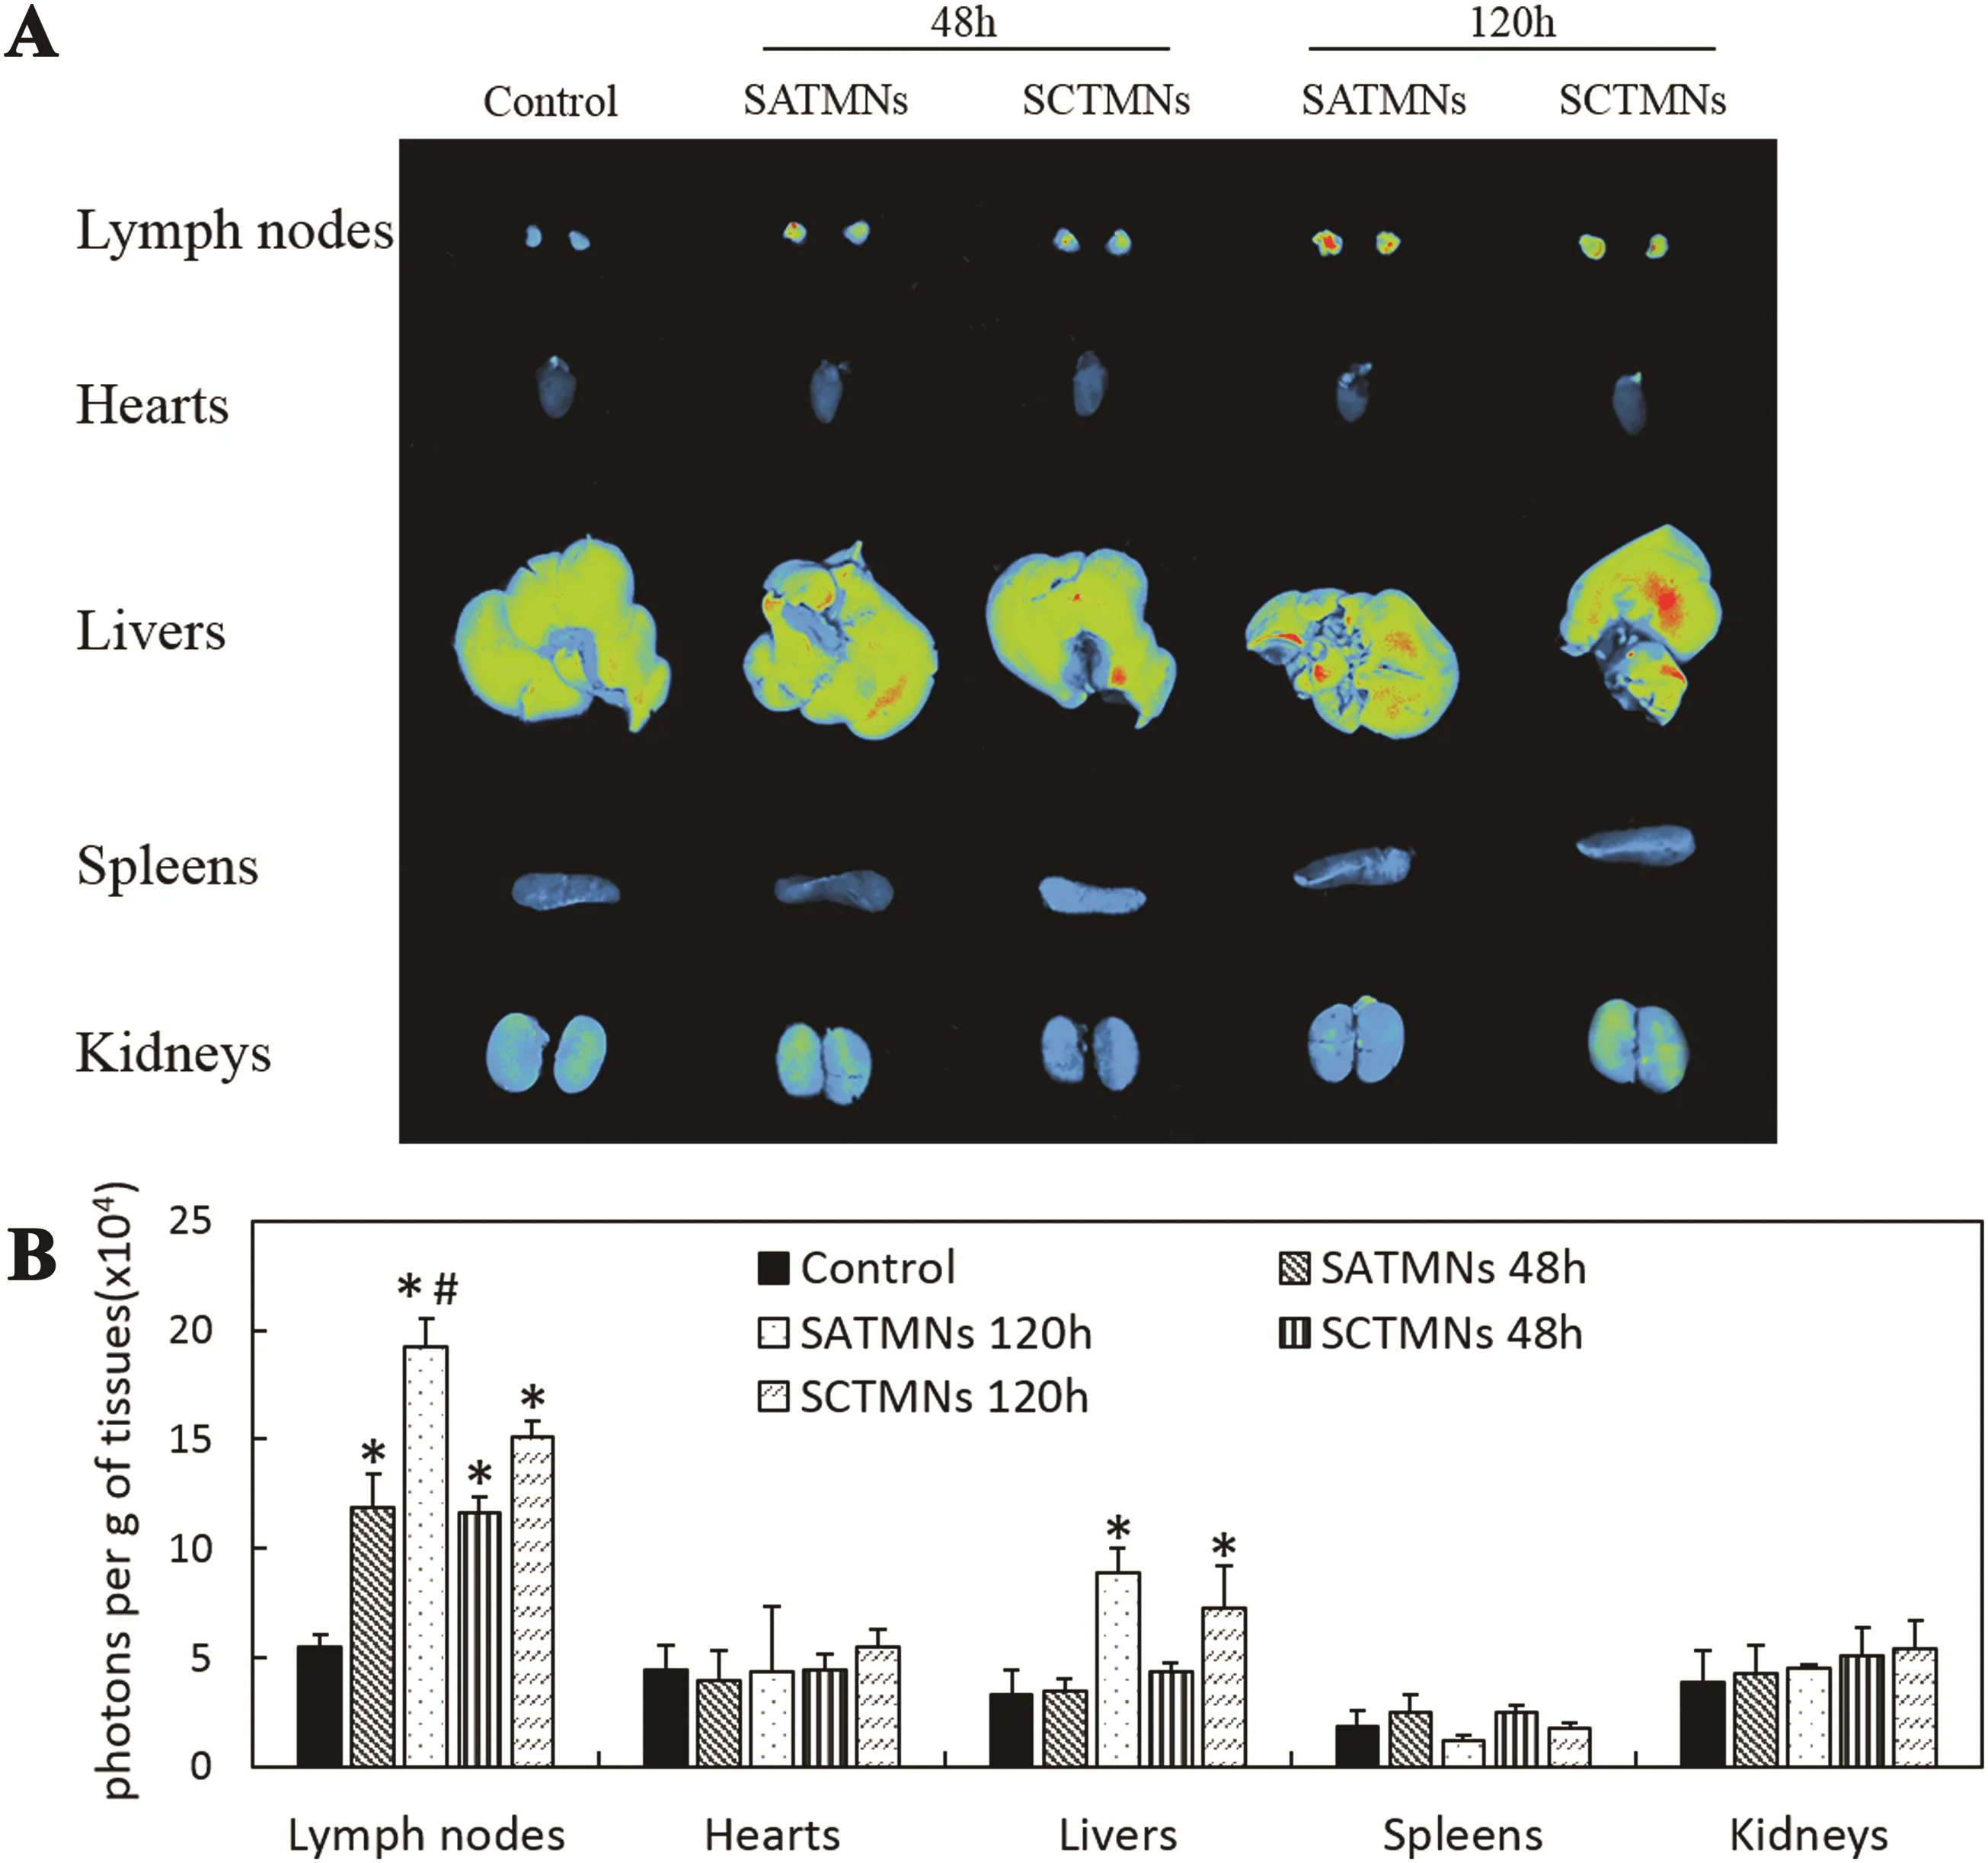 A
48h 120h
Control SATMNs SCTMNs SATMNs SCTMNs
Lymph nodes
Hearts
Livers
Spleens
Kidneys
B
photons per g of tissues(x10⁴)
25
20
15
10
5
0
Control SATMNs 48h
SATMNs 120h SCTMNs 48h
SCTMNs 120h
* * # * *
* *
Lymph nodes Hearts Livers Spleens Kidneys